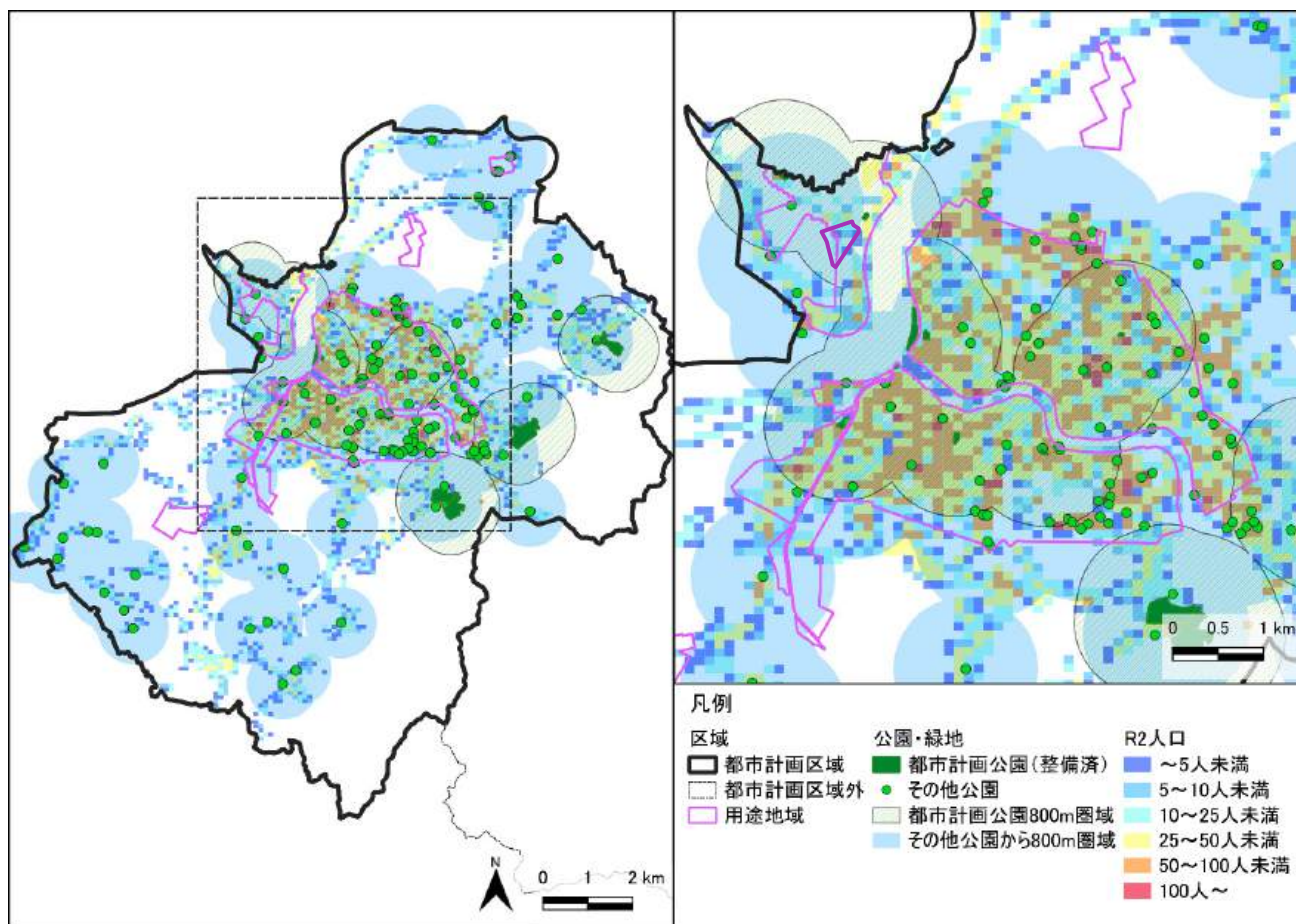 N
0 1 2 km
0 0.5 1 km
凡例
区域
都市計画区域
都市計画区域外
用途地域
公園・緑地
都市計画公園(整備済)
その他公園
都市計画公園800m圏域
その他公園から800m圏域
R2人口
～5人未満
5～10人未満
10～25人未満
25～50人未満
50～100人未満
100人～